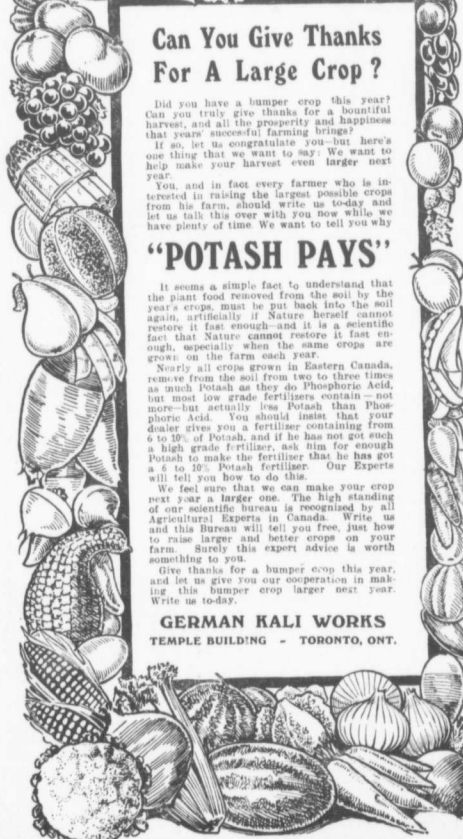 Can You Give Thanks
For A Large Crop ?
Did you have a bumper crop this year?
Can you truly give thanks for a bountiful
harvest, and all the prosperity and happiness
that years' successful farming brings?
If so, let us congratulate you—but here's
one thing that we want to say: We want to
help make your harvest even larger next
year.
You, and in fact every farmer who is in-
terested in raising the largest possible crops
from his farm, should write us to-day and
let us talk this over with you now while we
have plenty of time. We want to tell you why
“POTASH PAYS”
It seems a simple fact to understand that
the plant food removed from the soil by the
year's crops, must be put back into the soil
again, artificially if Nature herself cannot
restore it fast enough—and it is a scientific
fact that Nature cannot restore it fast en-
ough, especially when the same crops are
grown on the farm each year.
Nearly all crops grown in Eastern Canada,
remove from the soil from two to three times
as much Potash as they do Phosphoric Acid,
but most low grade fertilizers contain — not
more—but actually less Potash than Phos-
phoric Acid. You should insist that your
dealer gives you a fertilizer containing from
6 to 10% of Potash, and if he has not got such
a high grade fertilizer, ask him for enough
Potash to make the fertilizer that he has got
a 6 to 10% Potash fertilizer. Our Experts
will tell you how to do this.
We feel sure that we can make your crop
next year a larger one. The high standing
of our scientific bureau is recognized by all
Agricultural Experts in Canada. Write us
and this Bureau will tell you free, just how
to raise larger and better crops on your
farm. Surely this expert advice is worth
something to you.
Give thanks for a bumper crop this year,
and let us give you our cooperation in mak-
ing this bumper crop larger next year.
Write us to-day.
GERMAN KALI WORKS
TEMPLE BUILDING - TORONTO, ONT.